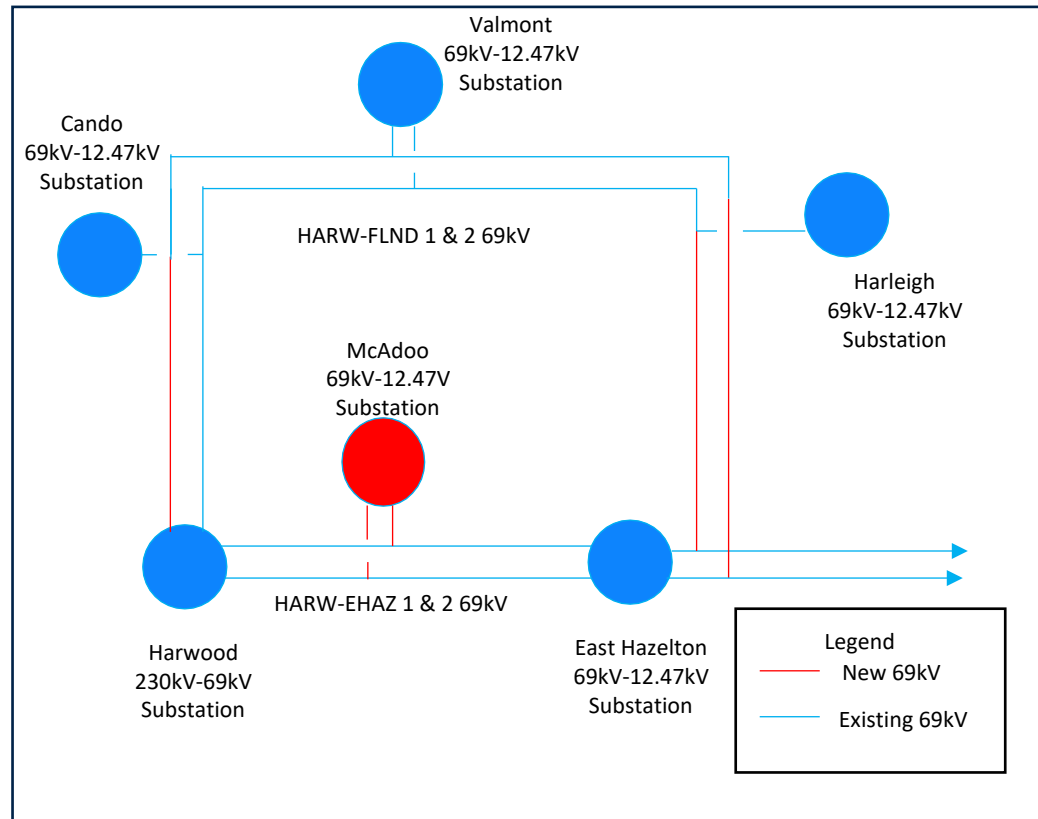 Valmont
69kV-12.47kV
Substation
Cando
69kV-12.47kV
Substation
HARW-FLND 1 & 2 69kV
Harleigh
69kV-12.47kV
Substation
McAdoo
69kV-12.47V
Substation
HARW-EHAZ 1 & 2 69kV
Harwood
230kV-69kV
Substation
East Hazelton
69kV-12.47kV
Substation
Legend
New 69kV
Existing 69kV